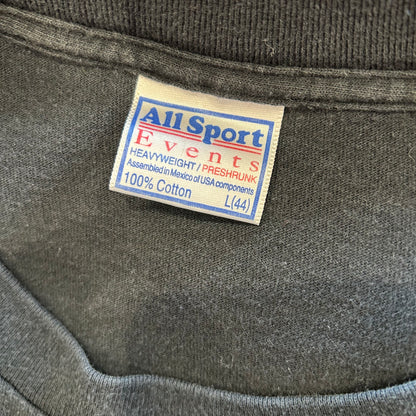 All Sport
Events
HEAVYWEIGHT / PRESHRUNK
Assembled in Mexico of USA components
100% Cotton
L(44)